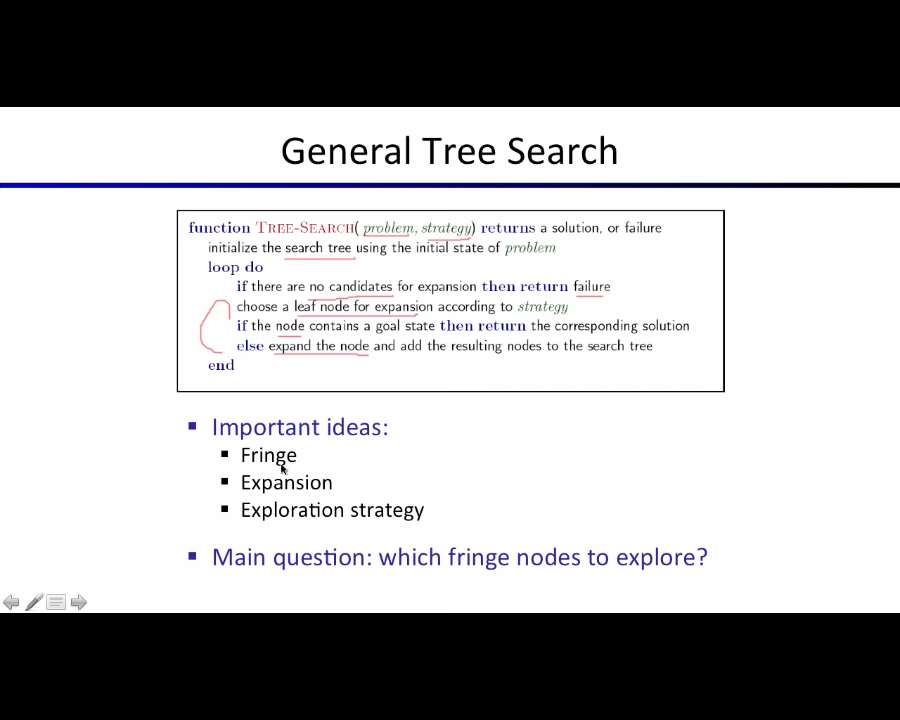 General Tree Search
function TREE-SEARCH( problem, strategy) returns a solution, or failure
initialize the search tree using the initial state of problem
loop do
if there are no candidates for expansion then return failure
choose a leaf node for expansion according to strategy
if the node contains a goal state then return the corresponding solution
else expand the node and add the resulting nodes to the search tree
end
▪ Important ideas:
▪ Fringe
▪ Expansion
▪ Exploration strategy
▪ Main question: which fringe nodes to explore?